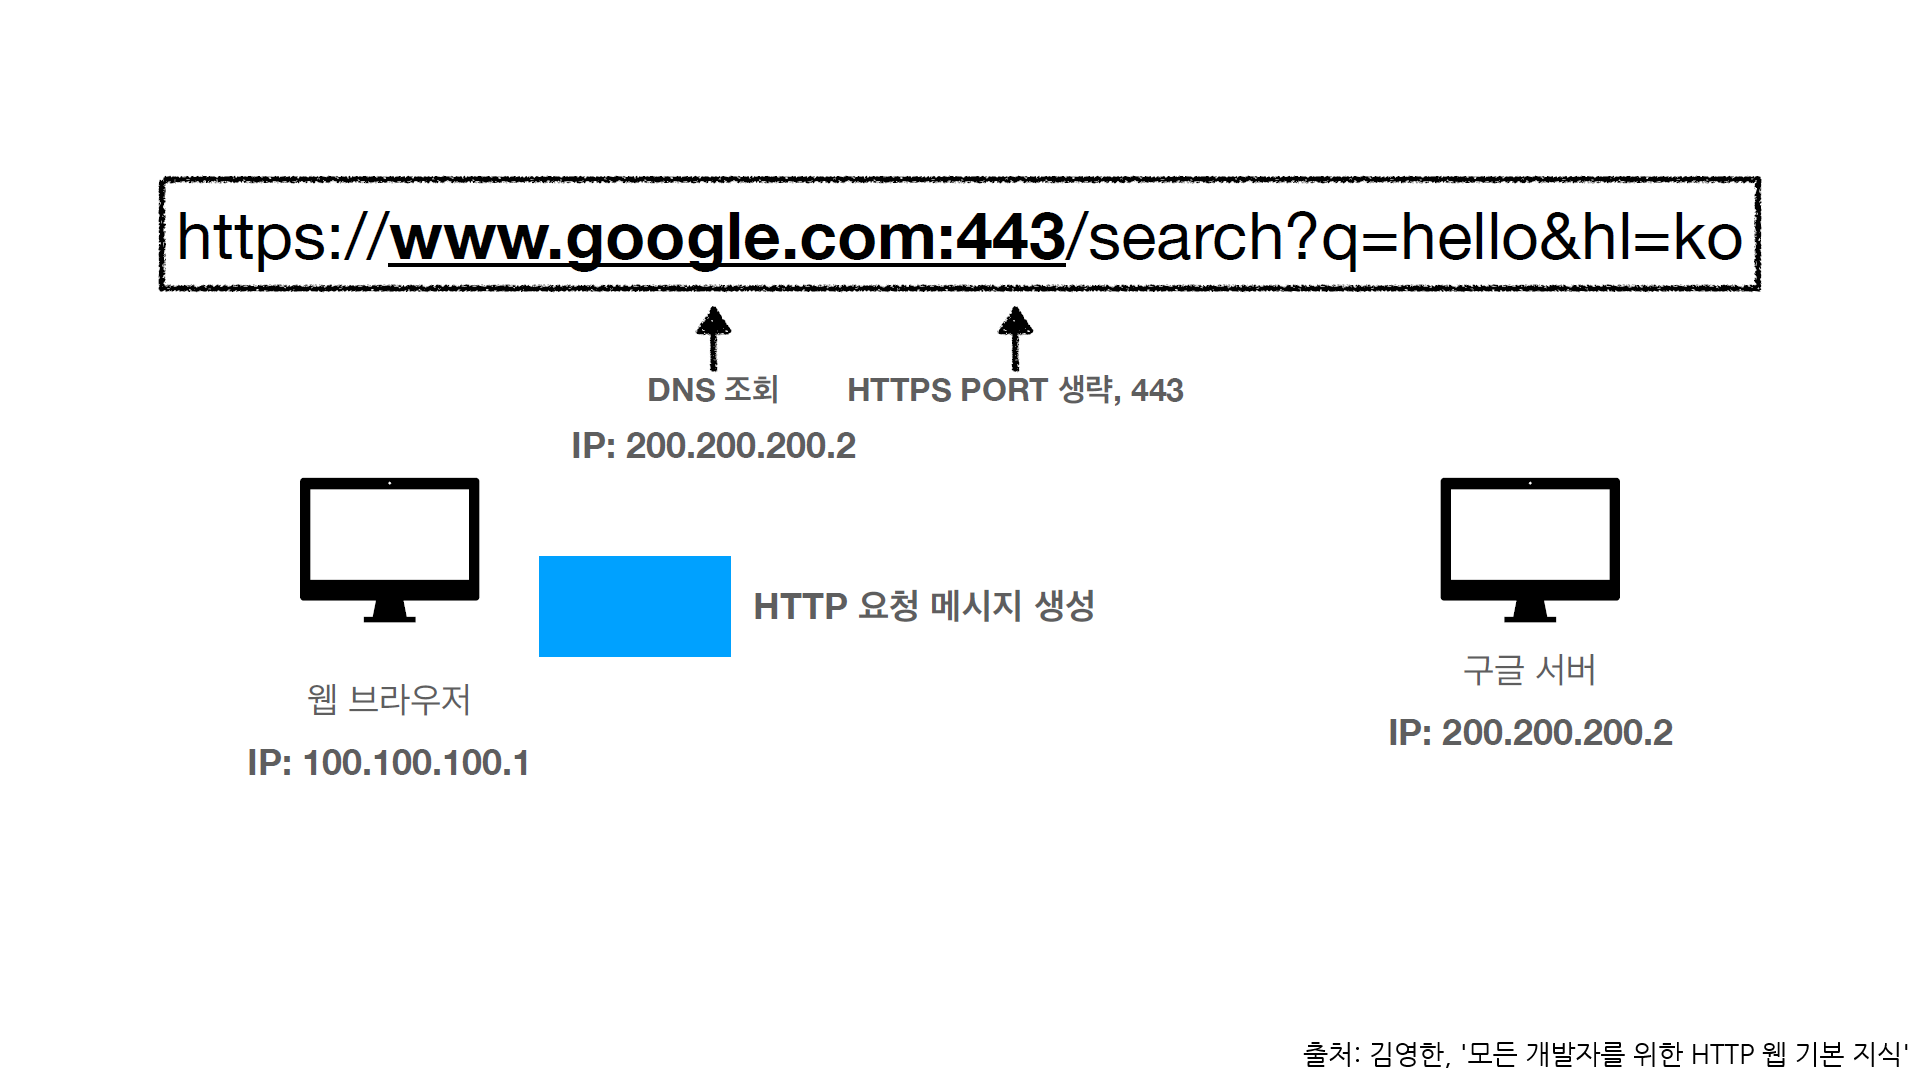 https://www.google.com:443/search?q=hello&hl=ko
DNS 조회
HTTPS PORT 생략, 443
IP: 200.200.200.2
HTTP 요청 메시지 생성
웹 브라우저
IP: 100.100.100.1
구글 서버
IP: 200.200.200.2
출처: 김영한, '모든 개발자를 위한 HTTP 웹 기본 지식'